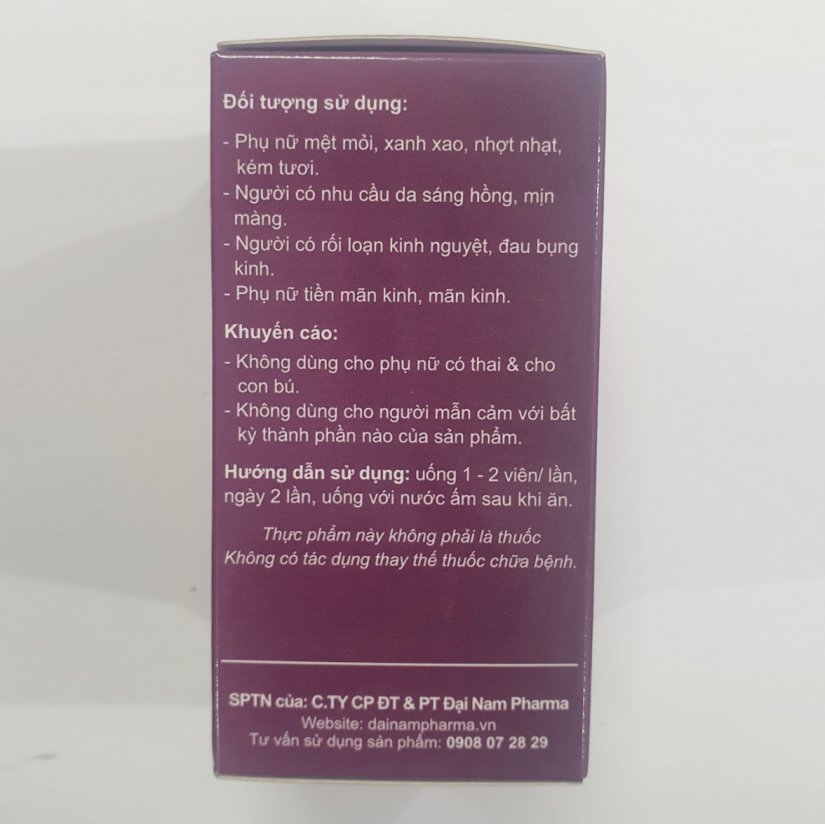 Đối tượng sử dụng:
- Phụ nữ mệt mỏi, xanh xao, nhợt nhạt,
kém tươi.
- Người có nhu cầu da sáng hồng, mịn
màng.
- Người có rối loạn kinh nguyệt, đau bụng
kinh.
- Phụ nữ tiền mãn kinh, mãn kinh.
Khuyến cáo:
- Không dùng cho phụ nữ có thai & cho
con bú.
- Không dùng cho người mẫn cảm với bất
kỳ thành phần nào của sản phẩm.
Hướng dẫn sử dụng: uống 1 - 2 viên/ lần,
ngày 2 lần, uống với nước ấm sau khi ăn.
Thực phẩm này không phải là thuốc
Không có tác dụng thay thế thuốc chữa bệnh.
SPTN của: C.TY CP ĐT & PT Đại Nam Pharma
Website: dainampharma.vn
Tư vấn sử dụng sản phẩm: 0908 07 28 29